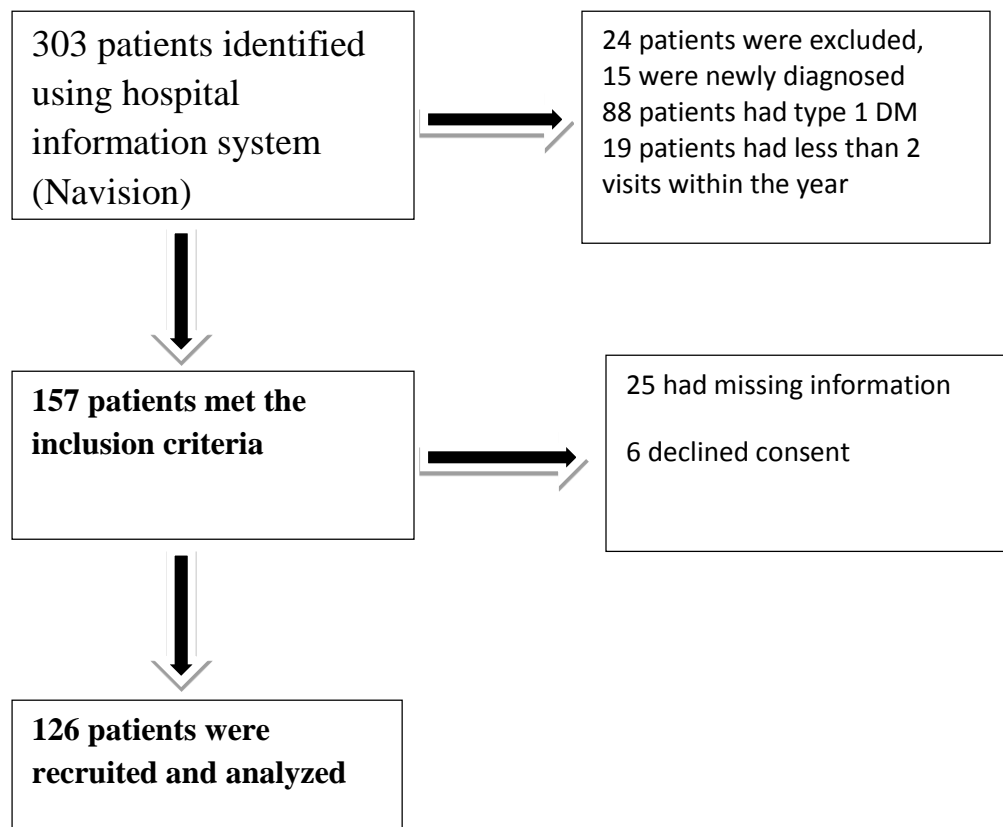 303 patients identified
using hospital
information system
(Navision)
24 patients were excluded,
15 were newly diagnosed
88 patients had type 1 DM
19 patients had less than 2
visits within the year
157 patients met the
inclusion criteria
25 had missing information
6 declined consent
126 patients were
recruited and analyzed